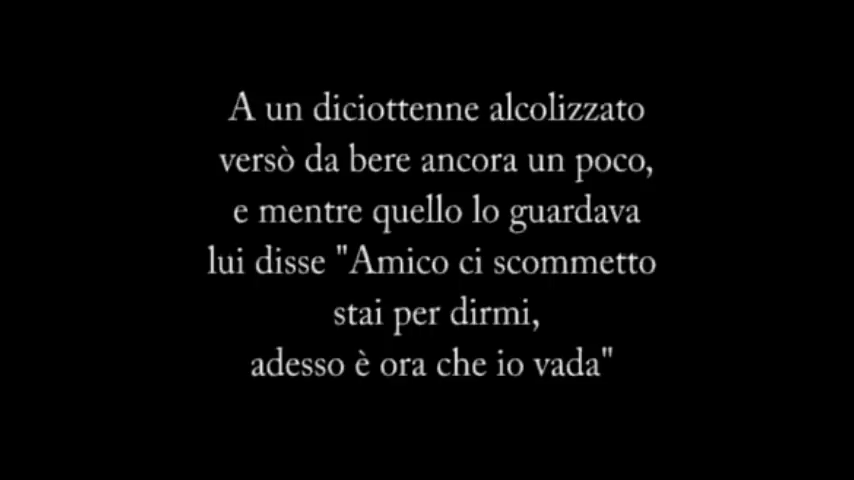 A un diciottenne alcolizzato
versò da bere ancora un poco,
e mentre quello lo guardava
lui disse "Amico ci scommetto
stai per dirmi,
adesso è ora che io vada"